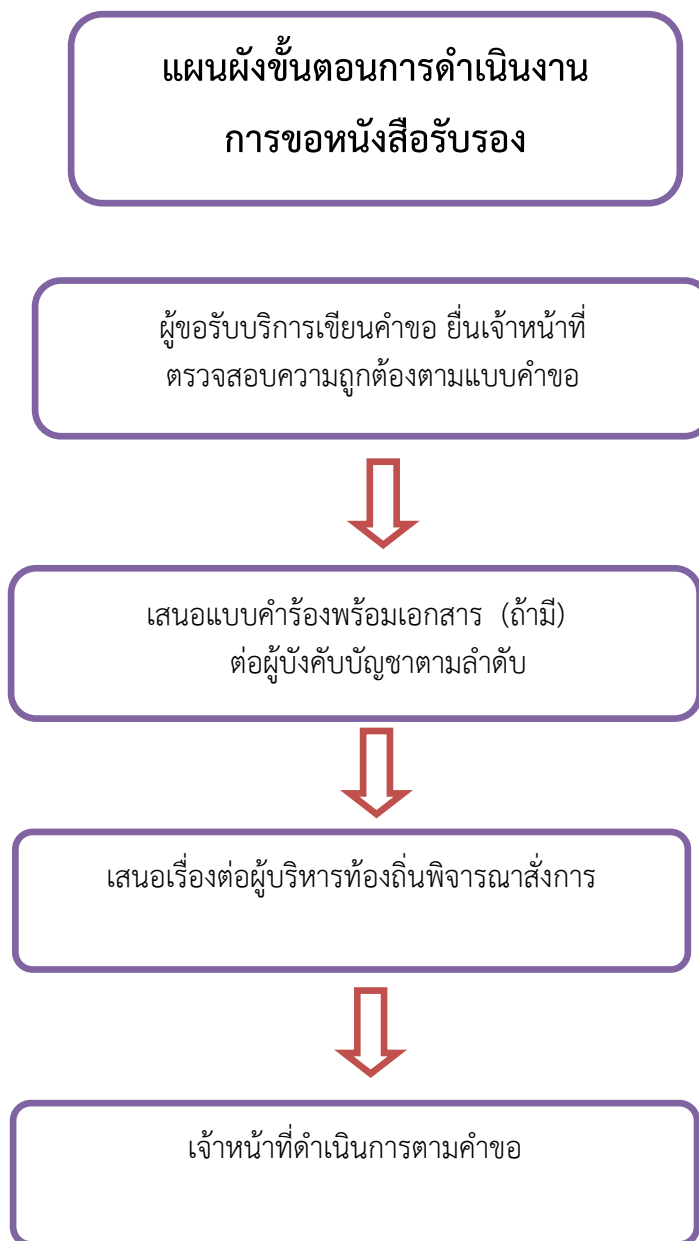 แผนผังขั้นตอนการดำเนินงาน
การขอหนังสือรับรอง
ผู้ขอรับบริการเขียนคำขอ ยื่นเจ้าหน้าที่
ตรวจสอบความถูกต้องตามแบบคำขอ
เสนอแบบคำร้องพร้อมเอกสาร (ถ้ามี)
ต่อผู้บังคับบัญชาตามลำดับ
เสนอเรื่องต่อผู้บริหารท้องถิ่นพิจารณาสั่งการ
เจ้าหน้าที่ดำเนินการตามคำขอ